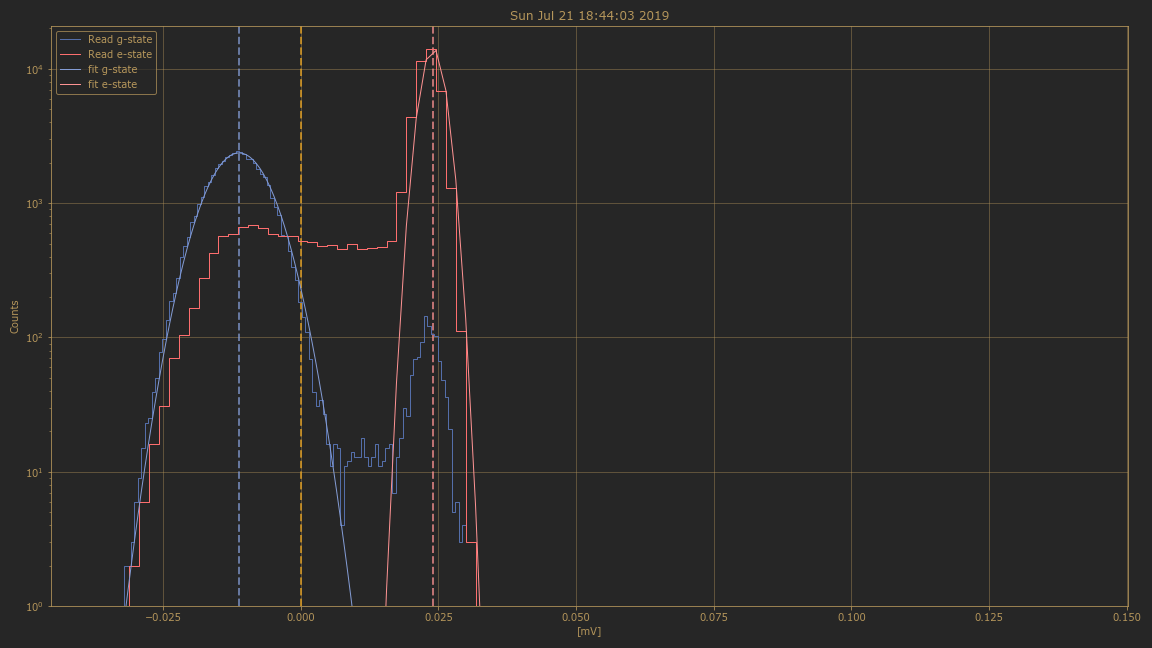 Sun Jul 21 18:44:03 2019
Read g-state
Read e-state
fit g-state
fit e-state
Counts
10⁴
10³
10²
10¹
10⁰
−0.025 0.000 0.025 0.050 0.075 0.100 0.125 0.150
[mV]